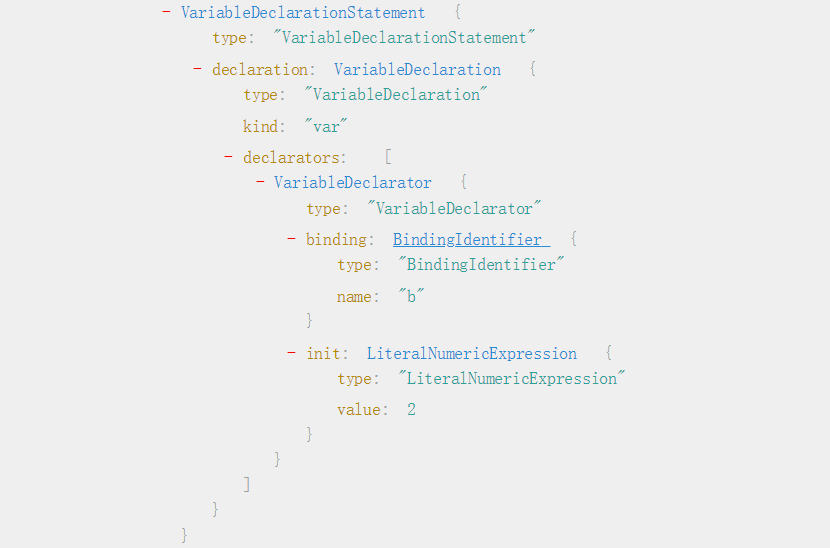 - VariableDeclarationStatement {
type: "VariableDeclarationStatement"
- declaration: VariableDeclaration {
type: "VariableDeclaration"
kind: "var"
- declarators: [
- VariableDeclarator {
type: "VariableDeclarator"
- binding: BindingIdentifier {
type: "BindingIdentifier"
name: "b"
}
- init: LiteralNumericExpression {
type: "LiteralNumericExpression"
value: 2
}
}
]
}
}